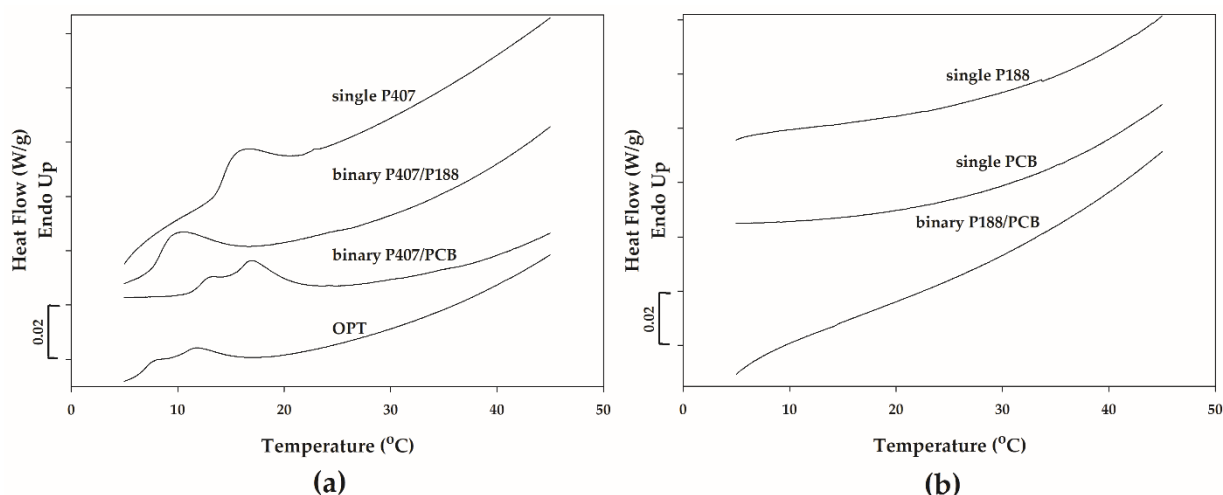 Heat Flow (W/g)
Endo Up
0.02
single P407
binary P407/P188
binary P407/PCB
OPT
0 10 20 30 40 50
Temperature (°C)
(a)
Heat Flow (W/g)
Endo Up
0.02
single P188
single PCB
binary P188/PCB
0 10 20 30 40 50
Temperature (°C)
(b)